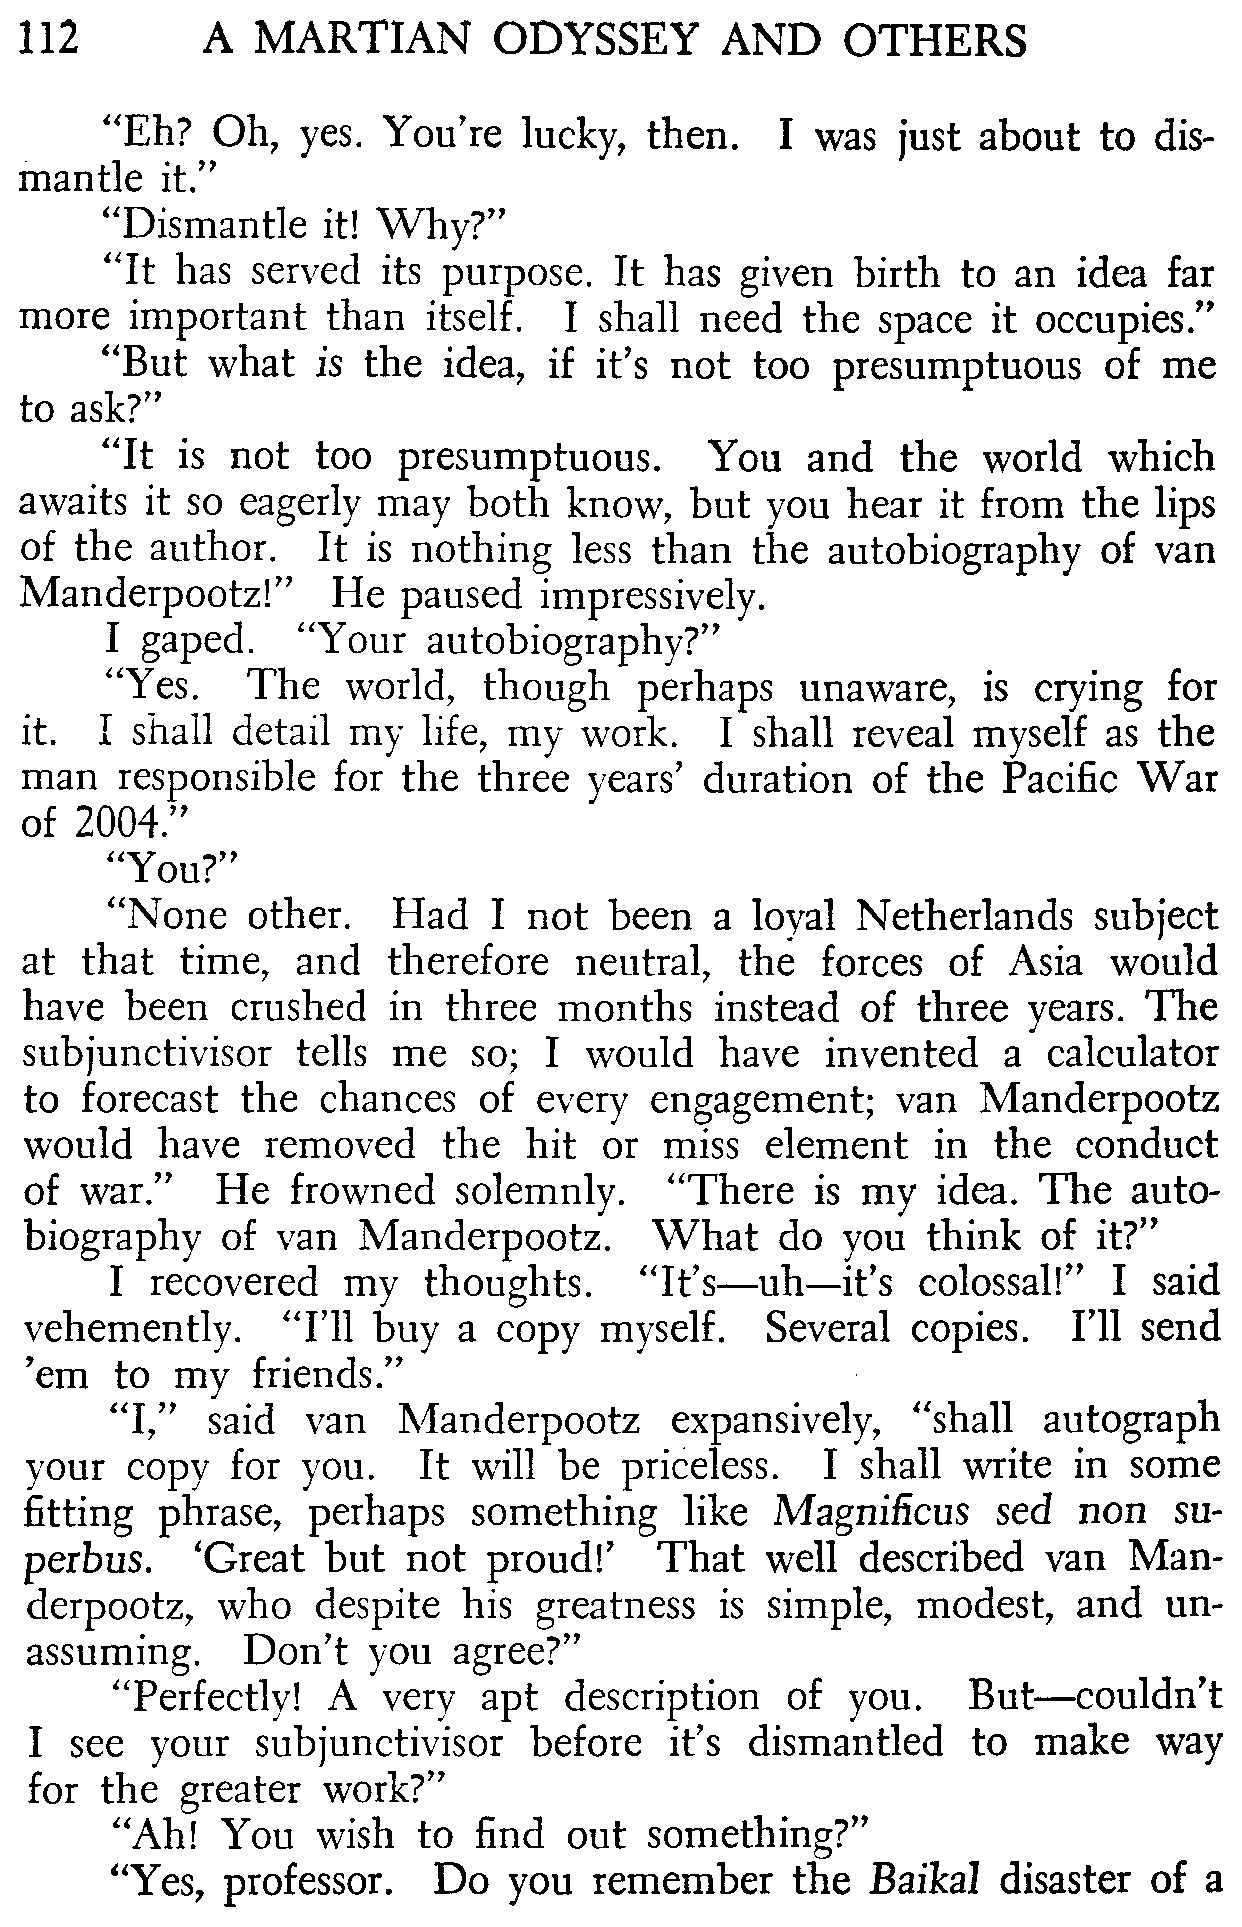 112 A MARTIAN ODYSSEY AND OTHERS
“Eh? Oh, yes. You're lucky, then. I was just about to dis-
mantle it.”
“Dismantle it! Why?”
“It has served its purpose. It has given birth to an idea far
more important than itself. I shall need the space it occupies.”
“But what is the idea, if it's not too presumptuous of me
to ask?”
“It is not too presumptuous. You and the world which
awaits it so eagerly may both know, but you hear it from the lips
of the author. It is nothing less than the autobiography of van
Manderpootz!” He paused impressively.
I gaped. “Your autobiography?”
“Yes. The world, though perhaps unaware, is crying for
it. I shall detail my life, my work. I shall reveal myself as the
man responsible for the three years' duration of the Pacific War
of 2004.”
“You?”
“None other. Had I not been a loyal Netherlands subject
at that time, and therefore neutral, the forces of Asia would
have been crushed in three months instead of three years. The
subjunctivisor tells me so; I would have invented a calculator
to forecast the chances of every engagement; van Manderpootz
would have removed the hit or miss element in the conduct
of war.” He frowned solemnly. “There is my idea. The auto-
biography of van Manderpootz. What do you think of it?”
I recovered my thoughts. “It's—uh—it's colossal!” I said
vehemently. “I'll buy a copy myself. Several copies. I'll send
'em to my friends.”
“I,” said van Manderpootz expansively, “shall autograph
your copy for you. It will be priceless. I shall write in some
fitting phrase, perhaps something like Magnificus sed non su-
perbus. ‘Great but not proud!’ That well described van Man-
derpootz, who despite his greatness is simple, modest, and un-
assuming. Don't you agree?”
“Perfectly! A very apt description of you. But—couldn't
I see your subjunctivisor before it's dismantled to make way
for the greater work?”
“Ah! You wish to find out something?”
“Yes, professor. Do you remember the Baikal disaster of a